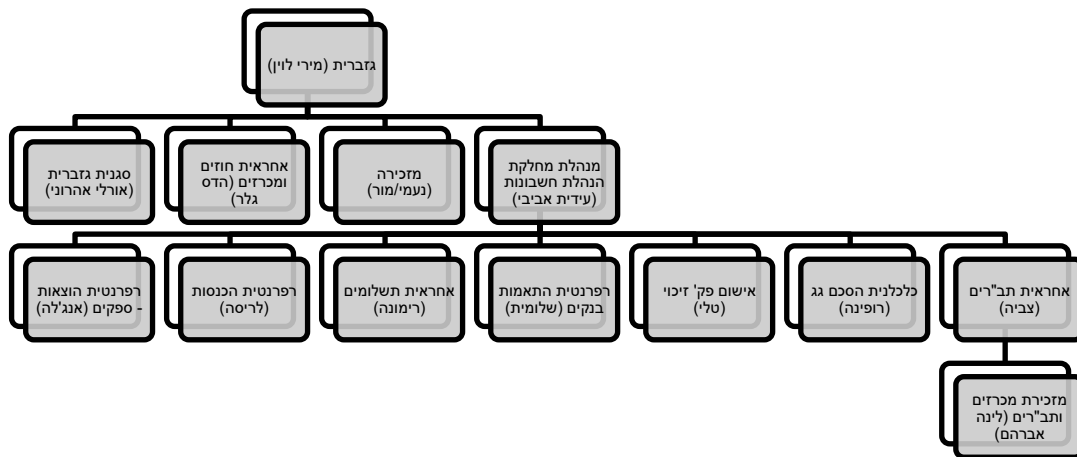 גזברית (מירי לוין)
מנהלת מחלקת
הנהלת חשבונות
(עידית אביבי)
מזכירה
(נעמי/מור)
אחראית חוזים
ומכרזים (הדס
גלר)
סגנית גזברית
(אורלי אהרוני)
אחראית תב"רים
(צביה)
כלכלנית הסכם גג
(רופינה)
אישום פק' זיכוי
(טלי)
רפרנטית התאמות
בנקים (שלומית)
אחראית תשלומים
(רימונה)
רפרנטית הכנסות
(לריסה)
רפרנטית הוצאות
- ספקים (אנג'לה)
מזכירת מכרזים
ותב"רים (לינה
אברהם)